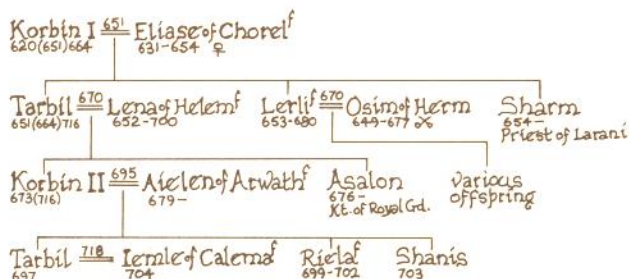 Korbin I 651 Eliase of Chorel f
620(651)664 631-654 ♀
Tarbil 670 Lena of Helem f Lerli f 670 Osim of Herm Sharm
651(664)716 652-700 653-680 649-677 654-
Priest of Larani
Korbin II 695 Aielen of Arwath f Asalon various
673(716) 679- 676- offspring
Kt. of Royal Gd.
Tarbil 718 Iemle of Calema f Riela f Shanis
697 704 699-702 703